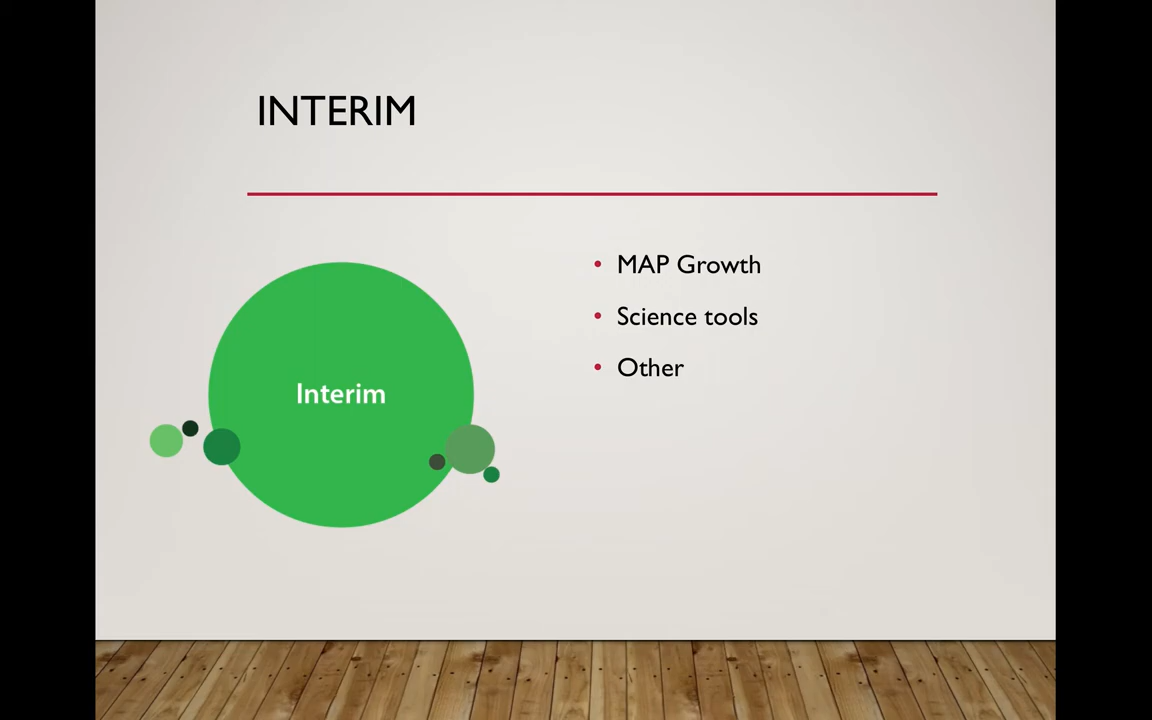 INTERIM
Interim
• MAP Growth
• Science tools
• Other